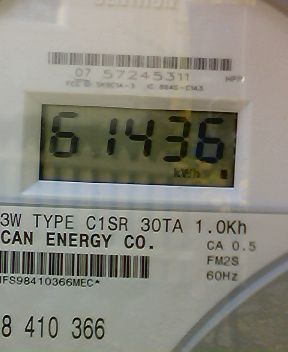 07 57245311
61436
kWh
3W TYPE C1SR 30TA 1.0Kh
CAN ENERGY CO.
CA 0.5
FM2S
60Hz
IFS98410366MEC*
8 410 366